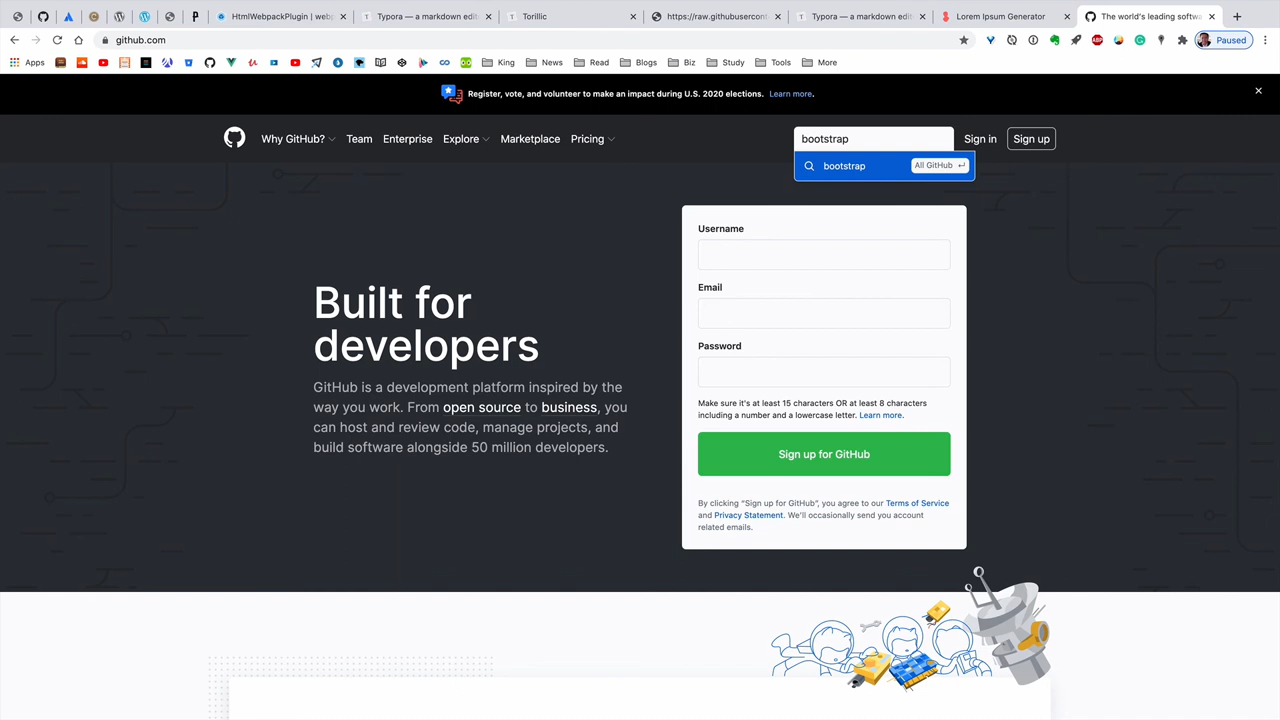 HtmlWebpackPlugin | webp
Typora — a markdown edit
Torillic
https://raw.githubusercont
Typora — a markdown edit
Lorem Ipsum Generator
The world's leading softwa
github.com
Paused
Apps
King
News
Read
Blogs
Biz
Study
Tools
More
Register, vote, and volunteer to make an impact during U.S. 2020 elections. Learn more.
Why GitHub?
Team
Enterprise
Explore
Marketplace
Pricing
bootstrap
Sign in
Sign up
bootstrap
All GitHub
Built for
developers
GitHub is a development platform inspired by the
way you work. From open source to business, you
can host and review code, manage projects, and
build software alongside 50 million developers.
Username
Email
Password
Make sure it's at least 15 characters OR at least 8 characters
including a number and a lowercase letter. Learn more.
Sign up for GitHub
By clicking “Sign up for GitHub”, you agree to our Terms of Service
and Privacy Statement. We'll occasionally send you account
related emails.